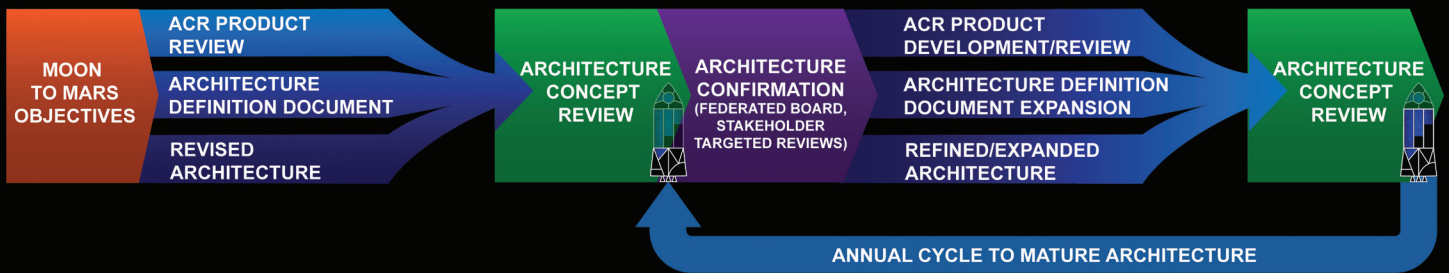 MOON
TO MARS
OBJECTIVES
ACR PRODUCT
REVIEW
ARCHITECTURE
DEFINITION DOCUMENT
REVISED
ARCHITECTURE
ARCHITECTURE
CONCEPT
REVIEW
ARCHITECTURE
CONFIRMATION
(FEDERATED BOARD,
STAKEHOLDER
TARGETED REVIEWS)
ACR PRODUCT
DEVELOPMENT/REVIEW
ARCHITECTURE DEFINITION
DOCUMENT EXPANSION
REFINED/EXPANDED
ARCHITECTURE
ARCHITECTURE
CONCEPT
REVIEW
ANNUAL CYCLE TO MATURE ARCHITECTURE